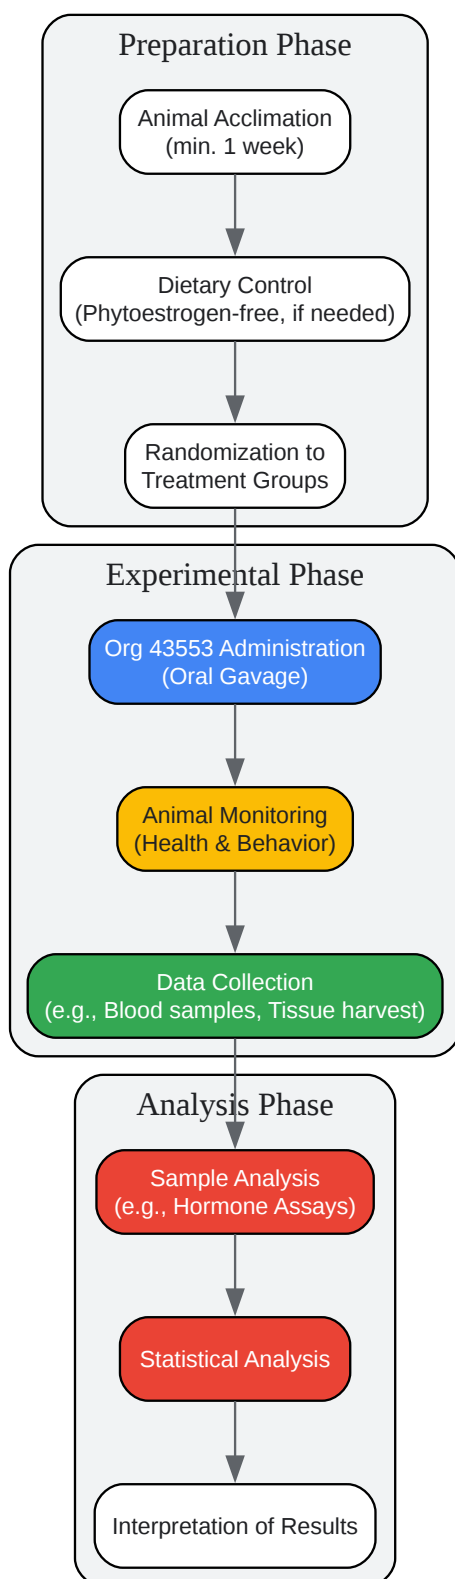 Preparation Phase
Animal Acclimation
(min. 1 week)
Dietary Control
(Phytoestrogen-free, if needed)
Randomization to
Treatment Groups
Experimental Phase
Org 43553 Administration
(Oral Gavage)
Animal Monitoring
(Health & Behavior)
Data Collection
(e.g., Blood samples, Tissue harvest)
Analysis Phase
Sample Analysis
(e.g., Hormone Assays)
Statistical Analysis
Interpretation of Results